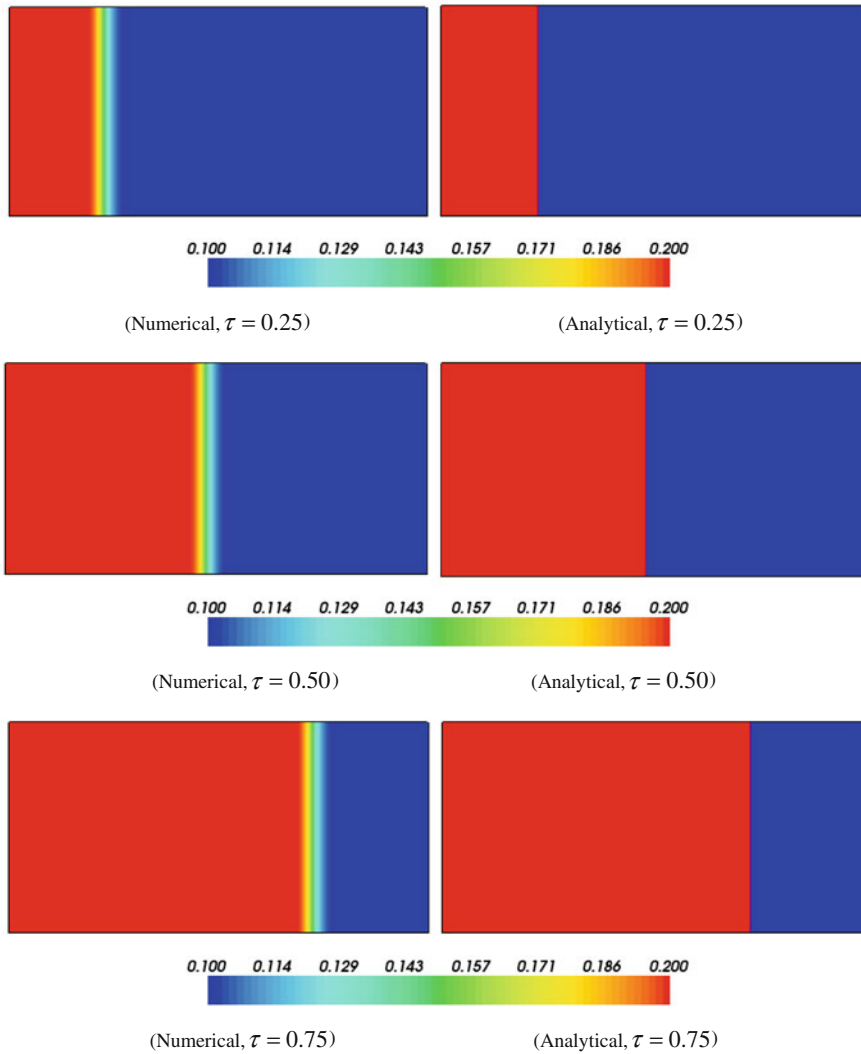 0.100 0.114 0.129 0.143 0.157 0.171 0.186 0.200
(Numerical, τ = 0.25) (Analytical, τ = 0.25)
0.100 0.114 0.129 0.143 0.157 0.171 0.186 0.200
(Numerical, τ = 0.50) (Analytical, τ = 0.50)
0.100 0.114 0.129 0.143 0.157 0.171 0.186 0.200
(Numerical, τ = 0.75) (Analytical, τ = 0.75)